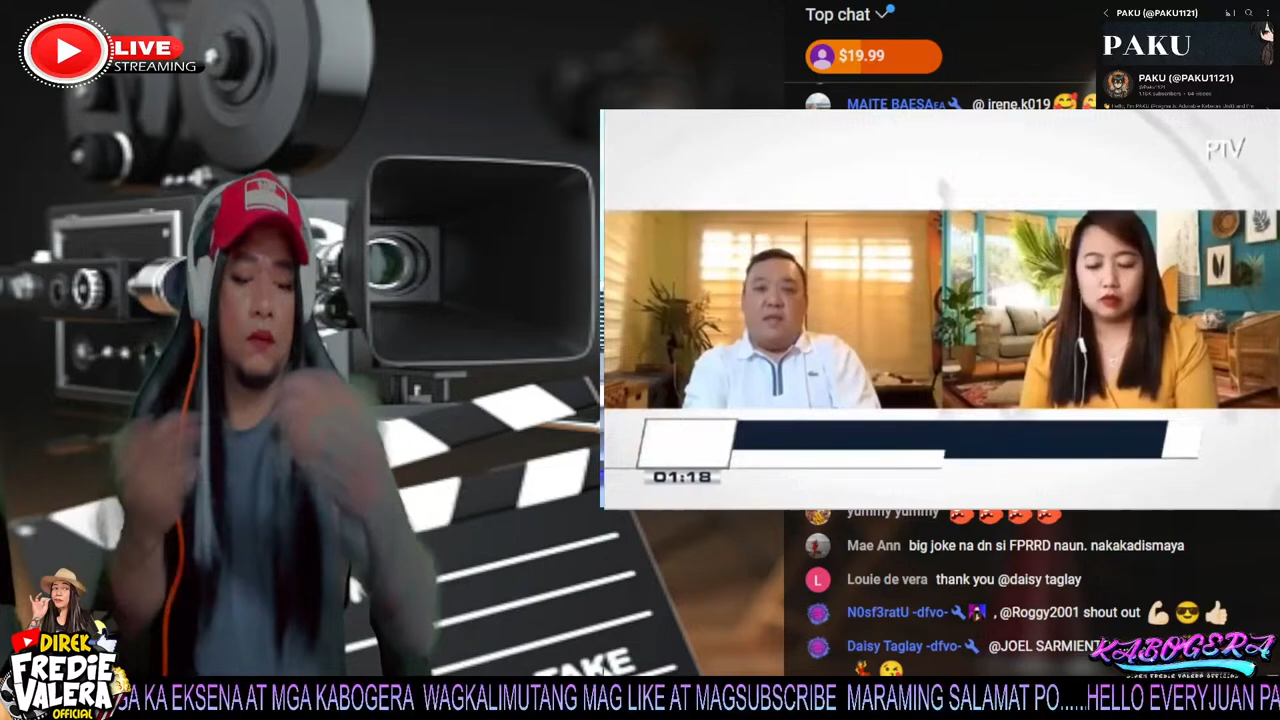 LIVE
STREAMING
Top chat
$19.99
MAITE BAESAEA @ irene.k019
PAKU (@PAKU1121)
PAKU
PAKU (@PAKU1121)
PTV
01:18
yummy yummy
Mae Ann big joke na dn si FPRRD naun. nakakadismaya
Louie de vera thank you @daisy taglay
N0sf3ratU -dfvo- , @Roggy2001 shout out
Daisy Taglay -dfvo- @JOEL SARMIENT
KABOGERA
TAKE
DIREK
FREDIE
VALERA
OFFICIAL
GA KA EKSENA AT MGA KABOGERA WAGKALIMUTANG MAG LIKE AT MAGSUBSCRIBE MARAMING SALAMAT PO.....HELLO EVERYJUAN PA